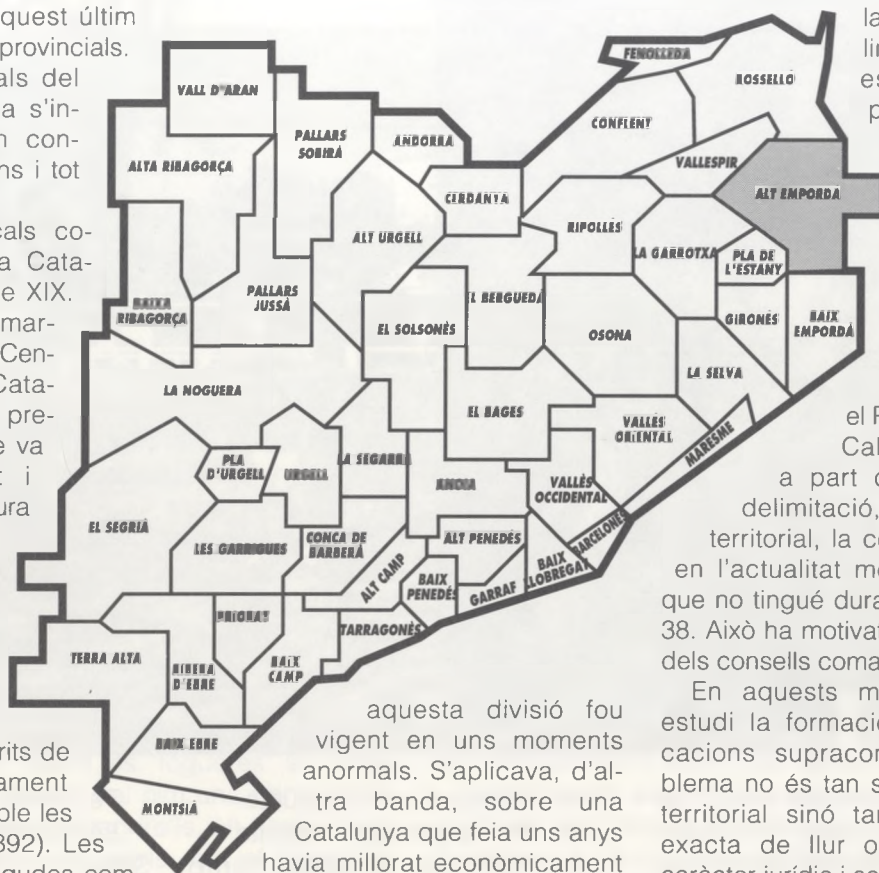 quest últim
provincials.
als del
a s'in-
n con-
ns i tot
cals co-
a Cata-
e XIX.
mar-
Cen-
Cata-
pre-
e va
t i
ura
rits de
ament
ble les
892). Les
gudes com
VALL D'ARAN
ALTA RIBAGORÇA
PALLARS
SOBIRÀ
ANDORRA
CERDANYA
FENOLLEDA
ROSSELLÓ
CONFLENT
VALLESPIR
ALT EMPORDÀ
BAIXA
RIBAGORÇA
PALLARS
JUSSÀ
ALT URGELL
RIPOLLÈS
LA GARROTXA
PLA DE
L'ESTANY
EL SOLSONÈS
EL BERGUEDÀ
OSONA
GIRONÈS
BAIX
EMPORDÀ
LA NOGUERA
EL BAGES
LA SELVA
VALLÈS
ORIENTAL
MARESME
PLA
D'URGELL
URGELL
LA SEGARRA
ANOIA
VALLÈS
OCCIDENTAL
EL SEGRIÀ
LES GARRIGUES
CONCA DE
BARBERÀ
ALT CAMP
ALT PENEDÈS
BAIX
PENEDÈS
GARRAF
BAIX
LLOBREGAT
BARCELONÈS
TERRA ALTA
RIBERA
D'EBRE
PRIORAT
BAIX
CAMP
TARRAGONÈS
BAIX EBRE
MONTSIÀ
aquesta divisió fou
vigent en uns moments
anormals. S'aplicava, d'al-
tra banda, sobre una
Catalunya que feia uns anys
havia millorat econòmicament
la
lin
es
p
el P
Cal
a part d
delimitació,
territorial, la co
en l'actualitat mo
que no tingué dura
38. Això ha motivat
dels consells coma
En aquests m
estudi la formació
cacions supracon
blema no és tan s
territorial sinó tam
exacta de llur o